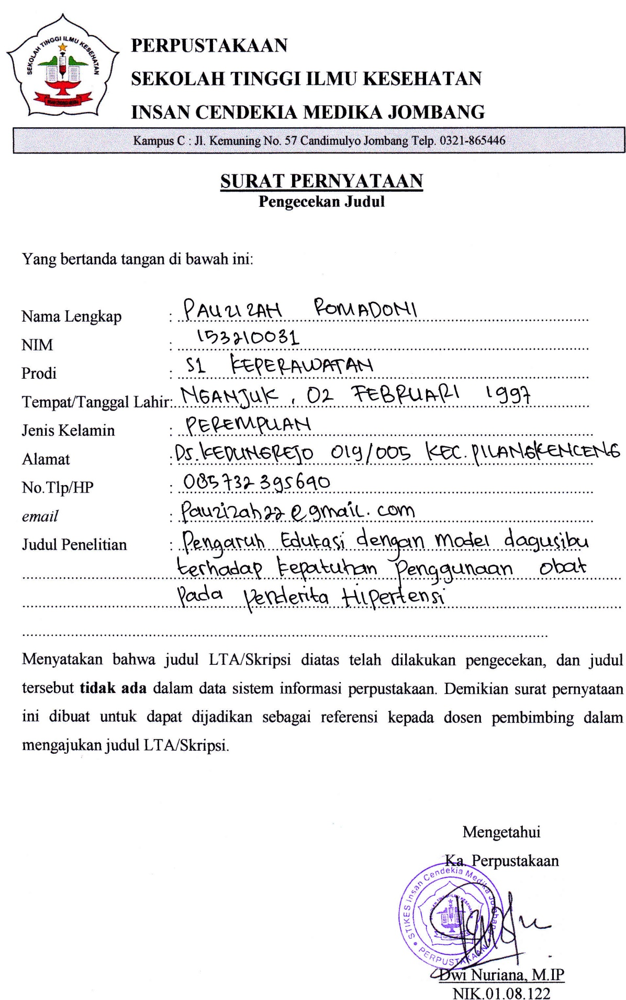 SEKOLAH TINGGI ILMU KESEHATAN
PERPUSTAKAAN
SEKOLAH TINGGI ILMU KESEHATAN
INSAN CENDEKIA MEDIKA JOMBANG
Kampus C : Jl. Kemuning No. 57 Candimulyo Jombang Telp. 0321-865446
SURAT PERNYATAAN
Pengecekan Judul
Yang bertanda tangan di bawah ini:
Nama Lengkap : PAUZIZAH ROMADONI
NIM : 153210031
Prodi : S1 KEPERAWATAN
Tempat/Tanggal Lahir: NGANJUK, 02 FEBRUARI 1997
Jenis Kelamin : PEREMPUAN
Alamat : Ds. KEDUNGREJO 019/005 KEC. PILANGKENCENG
No.Tlp/HP : 085732395690
email : Pauzizah22@gmail.com
Judul Penelitian : Pengaruh Edukasi dengan model dagusibu
terhadap kepatuhan penggunaan obat
Pada penderita Hipertensi
Menyatakan bahwa judul LTA/Skripsi diatas telah dilakukan pengecekan, dan judul
tersebut tidak ada dalam data sistem informasi perpustakaan. Demikian surat pernyataan
ini dibuat untuk dapat dijadikan sebagai referensi kepada dosen pembimbing dalam
mengajukan judul LTA/Skripsi.
Mengetahui
Ka. Perpustakaan
STIKES Insan Cendekia Medika Jombang
SEKOLAH TINGGI ILMU KESEHATAN
PERPUSTAKAAN
Dwi Nuriana, M.IP
NIK.01.08.122